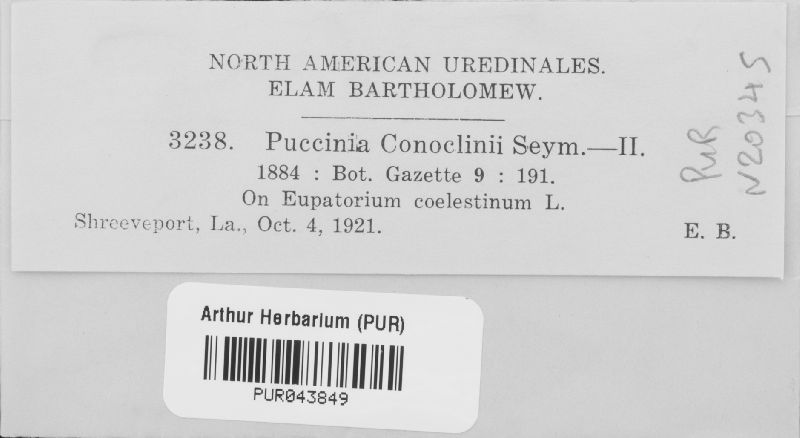 NORTH AMERICAN UREDINALES.
ELAM BARTHOLOMEW.
3238. Puccinia Conoclinii Seym.—II.
1884 : Bot. Gazette 9 : 191.
On Eupatorium coelestinum L.
Shreeveport, La., Oct. 4, 1921.
E. B.
PUR
N20345
Arthur Herbarium (PUR)
PUR043849